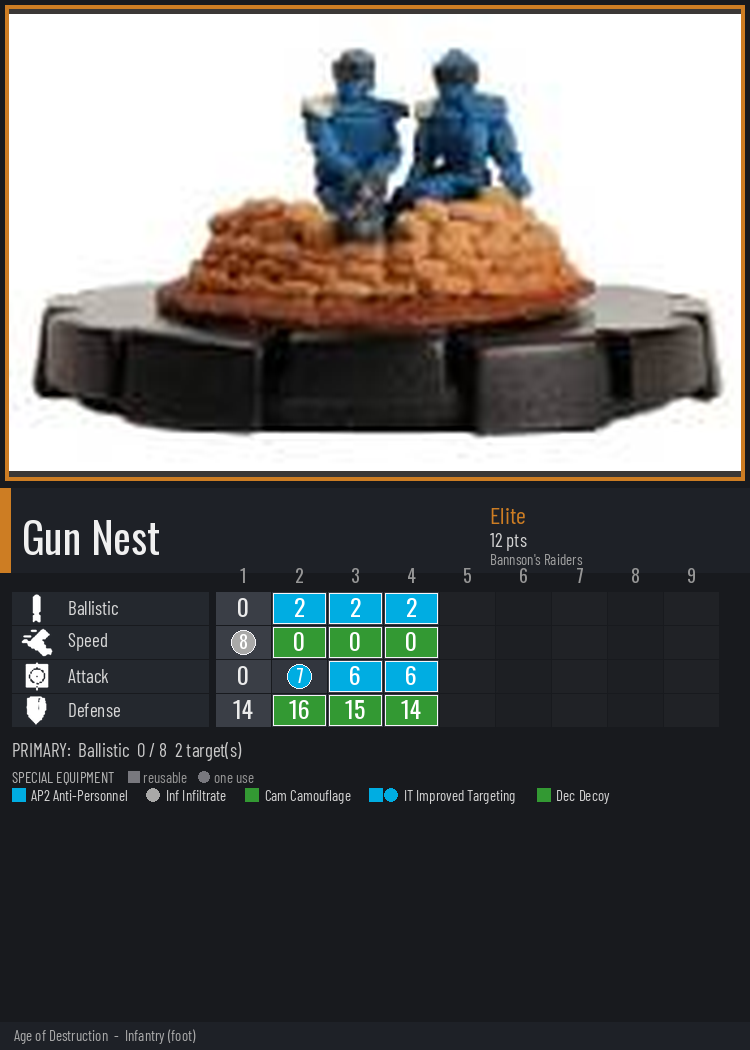 Gun Nest
Elite
12 pts
Bannson's Raiders
1 2 3 4 5 6 7 8 9
Ballistic 0 2 2 2
Speed 8 0 0 0
Attack 0 7 6 6
Defense 14 16 15 14
PRIMARY: Ballistic 0 / 8 2 target(s)
SPECIAL EQUIPMENT reusable one use
AP2 Anti-Personnel Inf Infiltrate Cam Camouflage IT Improved Targeting Dec Decoy
Age of Destruction - Infantry (foot)